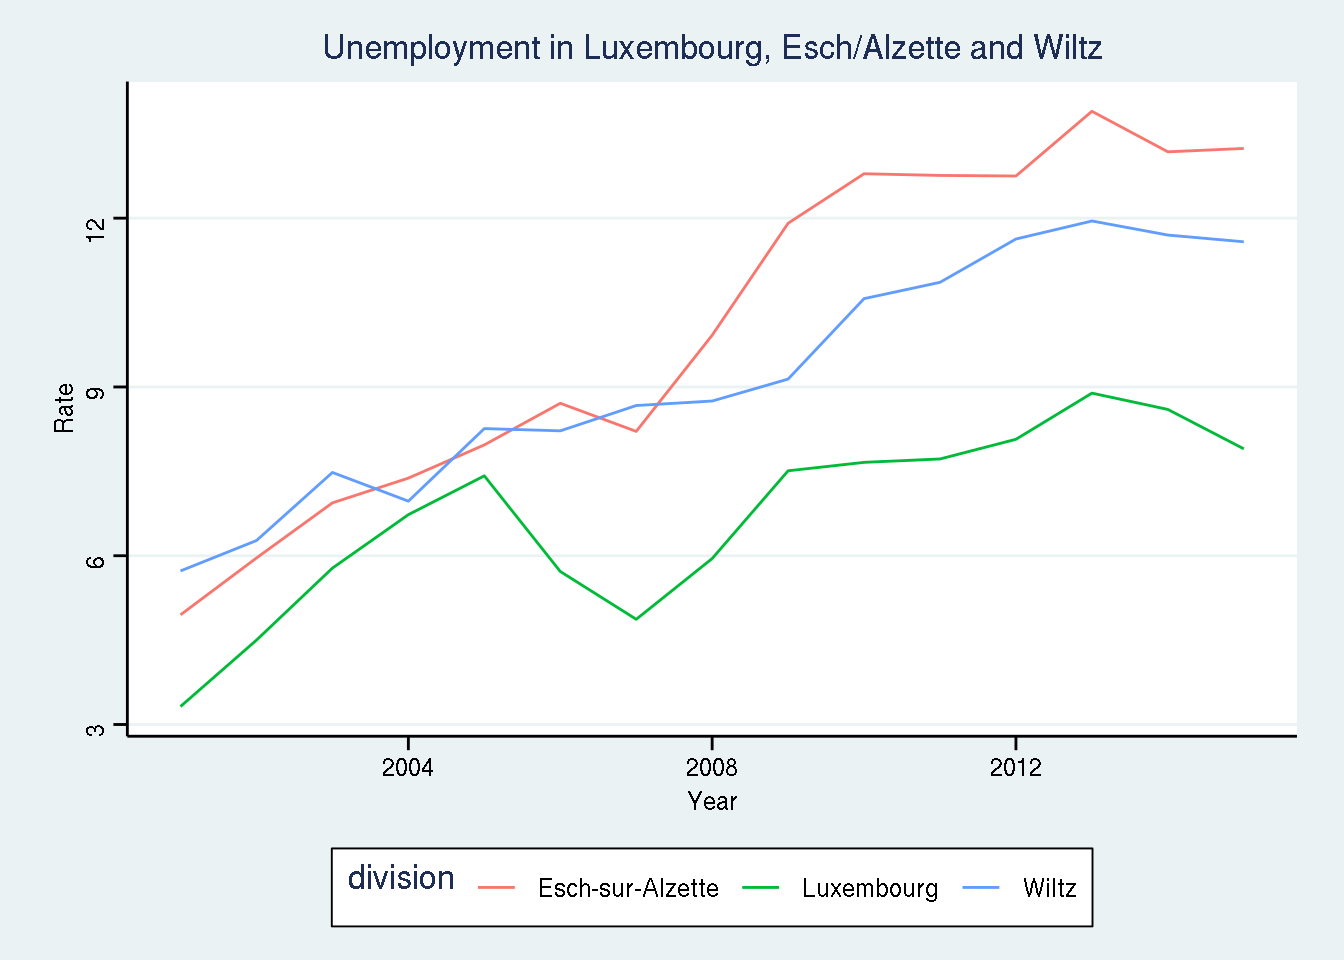 Unemployment in Luxembourg, Esch/Alzette and Wiltz
Rate
12
9
6
3
2004 2008 2012
Year
division Esch-sur-Alzette Luxembourg Wiltz